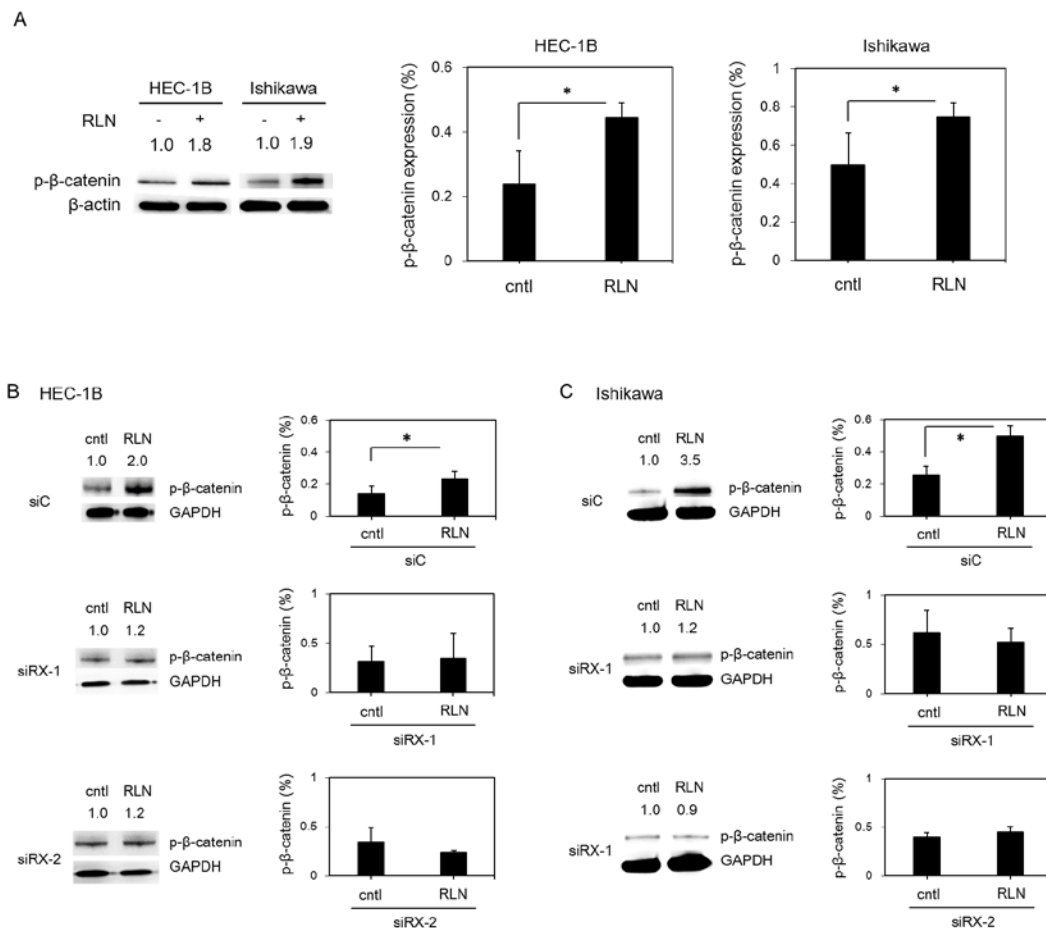 A
HEC-1B Ishikawa
RLN - + - +
1.0 1.8 1.0 1.9
p-β-catenin
β-actin
HEC-1B
p-β-catenin expression (%)
0.6
0.4
0.2
0
*
cntl RLN
Ishikawa
p-β-catenin expression (%)
1
0.8
0.6
0.4
0.2
0
*
cntl RLN
B HEC-1B
cntl RLN
1.0 2.0
siC
p-β-catenin
GAPDH
p-β-catenin (%)
0.6
0.4
0.2
0
*
cntl RLN
siC
cntl RLN
1.0 1.2
siRX-1
p-β-catenin
GAPDH
p-β-catenin (%)
1
0.5
0
cntl RLN
siRX-1
cntl RLN
1.0 1.2
siRX-2
p-β-catenin
GAPDH
p-β-catenin (%)
1
0.5
0
cntl RLN
siRX-2
C Ishikawa
cntl RLN
1.0 3.5
siC
p-β-catenin
GAPDH
p-β-catenin (%)
0.6
0.4
0.2
0
*
cntl RLN
siC
cntl RLN
1.0 1.2
siRX-1
p-β-catenin
GAPDH
p-β-catenin (%)
1
0.5
0
cntl RLN
siRX-1
cntl RLN
1.0 0.9
siRX-1
p-β-catenin
GAPDH
p-β-catenin (%)
1
0.5
0
cntl RLN
siRX-2